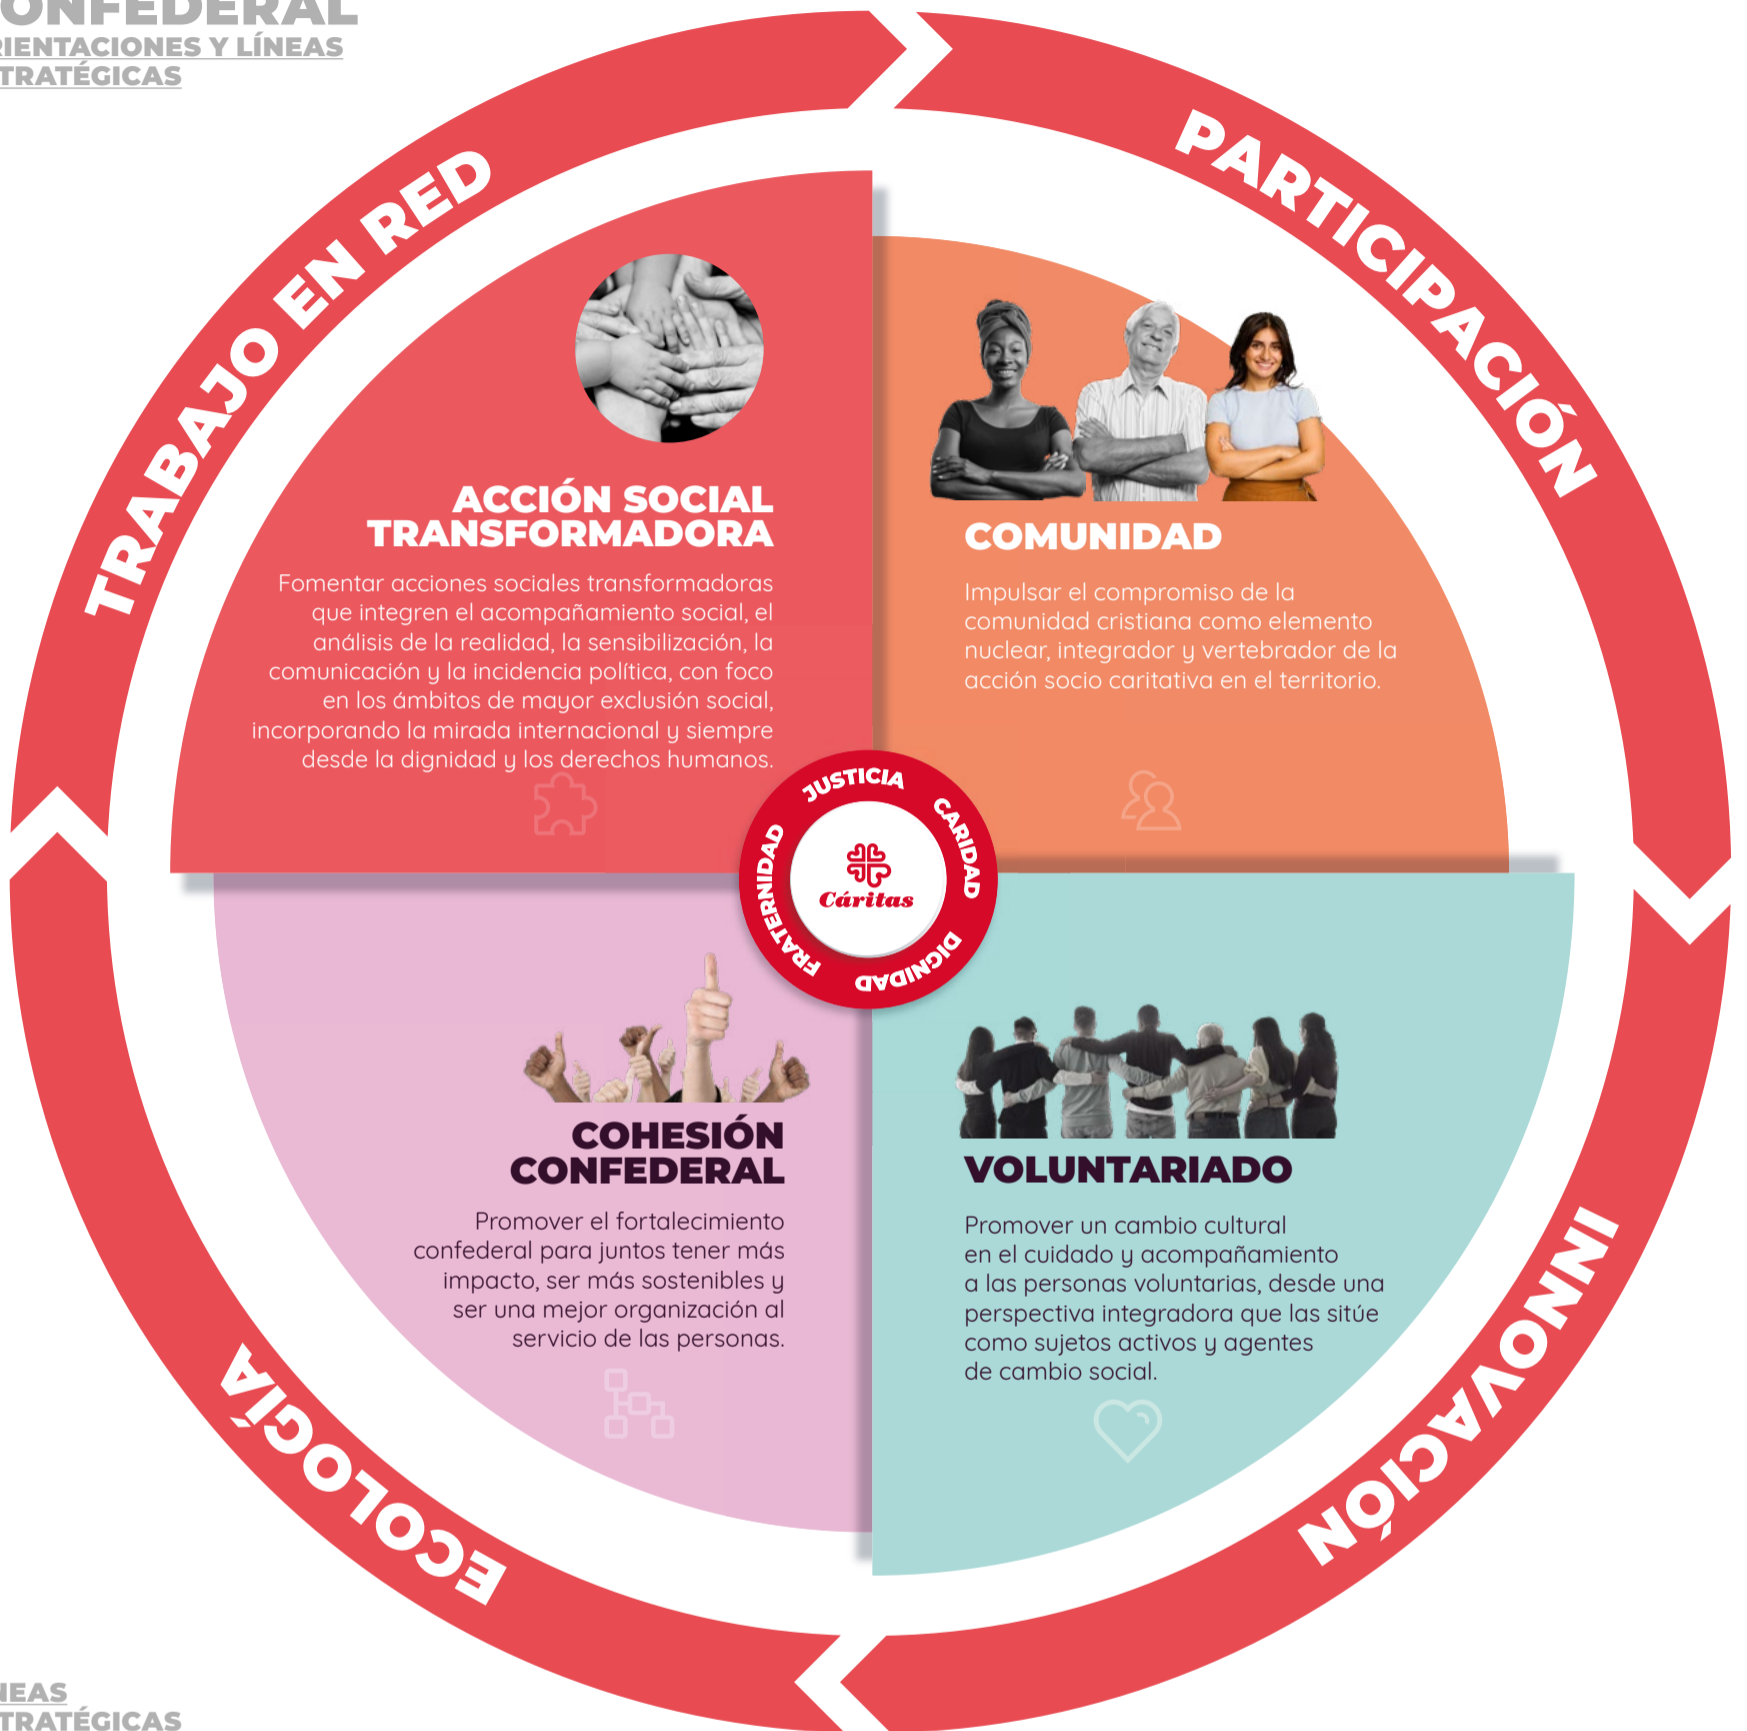 ONFEDERAL
RIENTACIONES Y LÍNEAS
TRATÉGICAS
TRABAJO EN RED
PARTICIPACIÓN
ACCIÓN SOCIAL
TRANSFORMADORA
Fomentar acciones sociales transformadoras
que integren el acompañamiento social, el
análisis de la realidad, la sensibilización, la
comunicación y la incidencia política, con foco
en los ámbitos de mayor exclusión social,
incorporando la mirada internacional y siempre
desde la dignidad y los derechos humanos.
COMUNIDAD
Impulsar el compromiso de la
comunidad cristiana como elemento
nuclear, integrador y vertebrador de la
acción socio caritativa en el territorio.
JUSTICIA
CARIDAD
DIGNIDAD
FRATERNIDAD
Cáritas
COHESIÓN
CONFEDERAL
Promover el fortalecimiento
confederal para juntos tener más
impacto, ser más sostenibles y
ser una mejor organización al
servicio de las personas.
VOLUNTARIADO
Promover un cambio cultural
en el cuidado y acompañamiento
a las personas voluntarias, desde una
perspectiva integradora que las sitúe
como sujetos activos y agentes
de cambio social.
INNOVACIÓN
ECOLOGÍA
NEAS
TRATÉGICAS